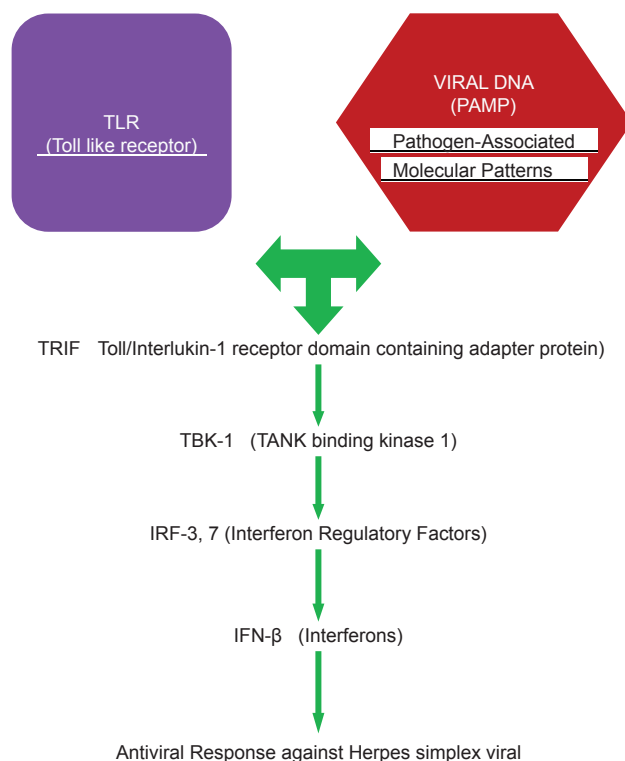 TLR
(Toll like receptor)
VIRAL DNA
(PAMP)
Pathogen-Associated
Molecular Patterns
TRIF Toll/Interlukin-1 receptor domain containing adapter protein)
TBK-1 (TANK binding kinase 1)
IRF-3, 7 (Interferon Regulatory Factors)
IFN-β (Interferons)
Antiviral Response against Herpes simplex viral